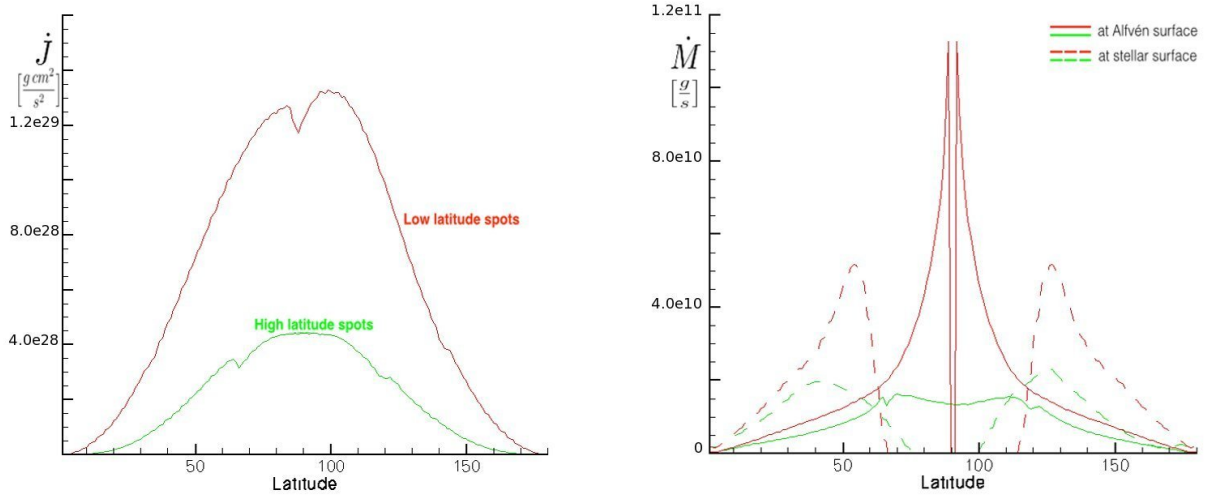 J̇
[g cm²/s²]
1.2e29
8.0e28
4.0e28
Low latitude spots
High latitude spots
50
100
150
Latitude
1.2e11
Ṁ
[g/s]
8.0e10
4.0e10
0
at Alfvén surface
at stellar surface
50
100
150
Latitude